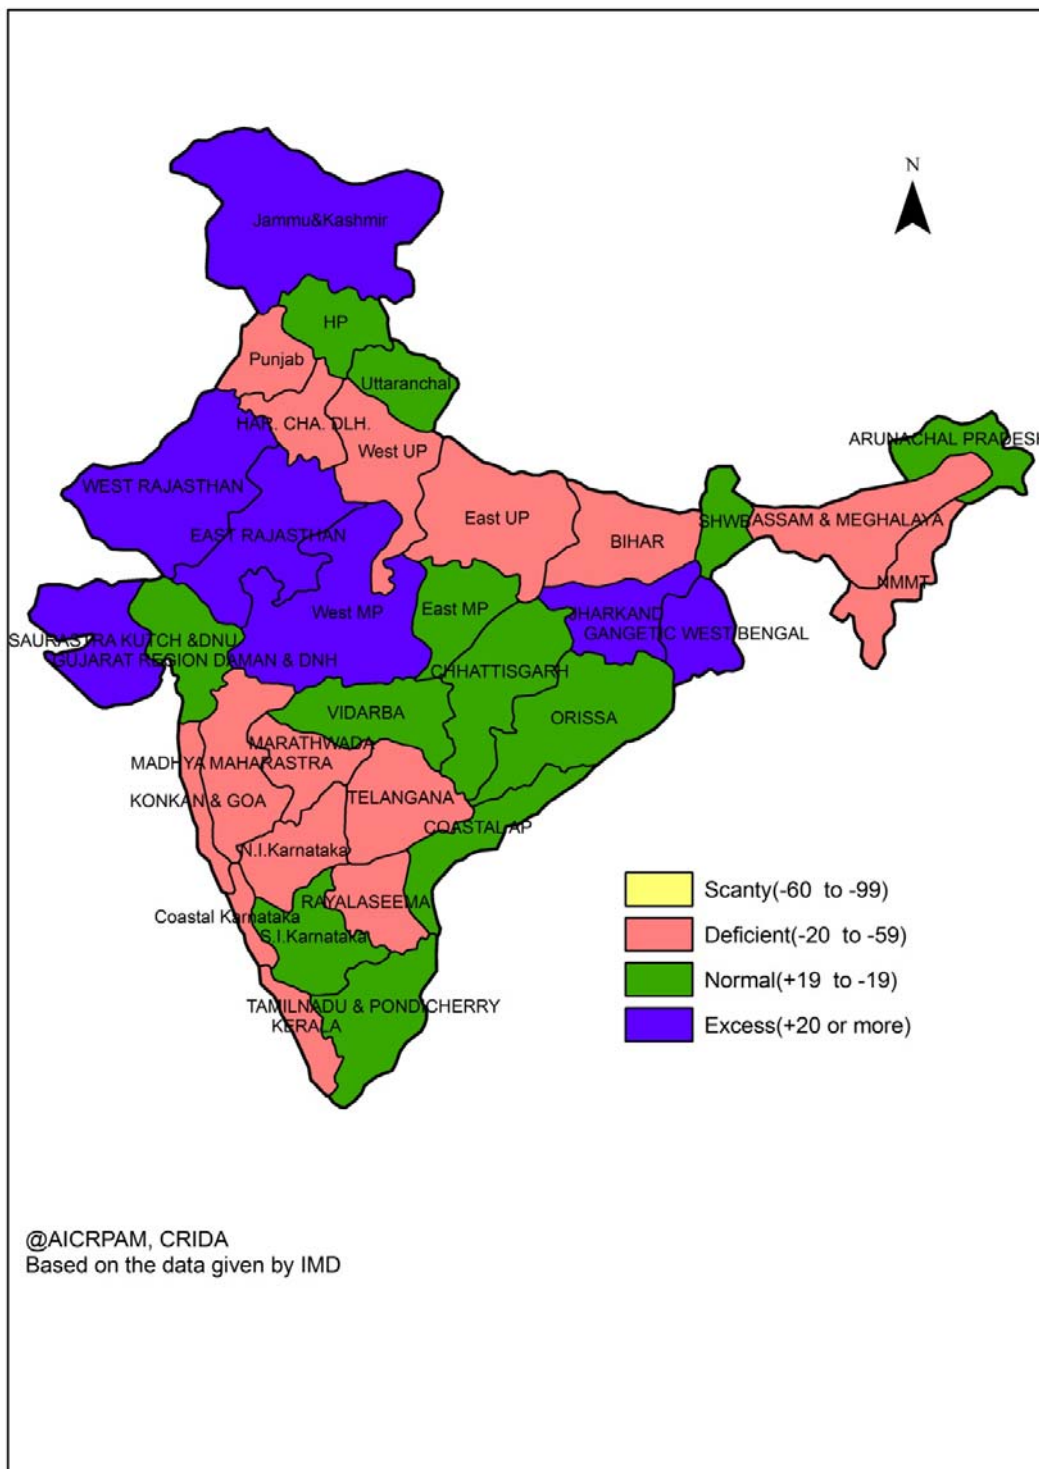 N
Jammu&Kashmir
HP
Punjab
Uttaranchal
HAR. CHA. DLH.
ARUNACHAL PRADESH
West UP
WEST RAJASTHAN
East UP
SHWB
ASSAM & MEGHALAYA
EAST RAJASTHAN
BIHAR
NMMT
West MP
East MP
JHARKAND
GANGETIC WEST BENGAL
SAURASTRA KUTCH &DNU
GUJARAT REGION DAMAN & DNH
CHHATTISGARH
VIDARBA
ORISSA
MARATHWADA
MADHYA MAHARASTRA
KONKAN & GOA
TELANGANA
COASTAL AP
N.I.Karnataka
RAYALASEEMA
Coastal Karnataka
S.I.Karnataka
TAMILNADU & PONDICHERRY
KERALA
Scanty(-60 to -99)
Deficient(-20 to -59)
Normal(+19 to -19)
Excess(+20 or more)
@AICRPAM, CRIDA
Based on the data given by IMD